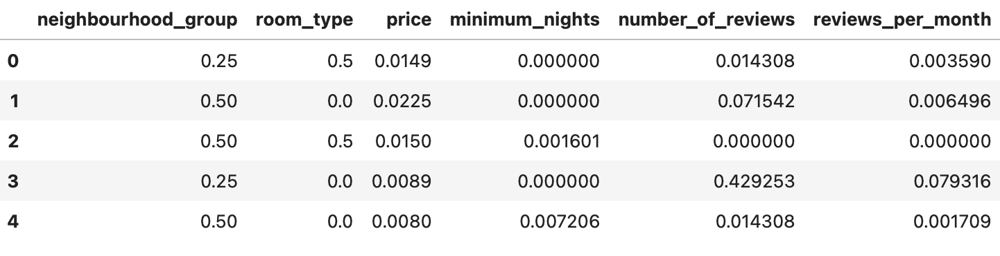 neighbourhood_group room_type price minimum_nights number_of_reviews reviews_per_month
0 0.25 0.5 0.0149 0.000000 0.014308 0.003590
1 0.50 0.0 0.0225 0.000000 0.071542 0.006496
2 0.50 0.5 0.0150 0.001601 0.000000 0.000000
3 0.25 0.0 0.0089 0.000000 0.429253 0.079316
4 0.50 0.0 0.0080 0.007206 0.014308 0.001709